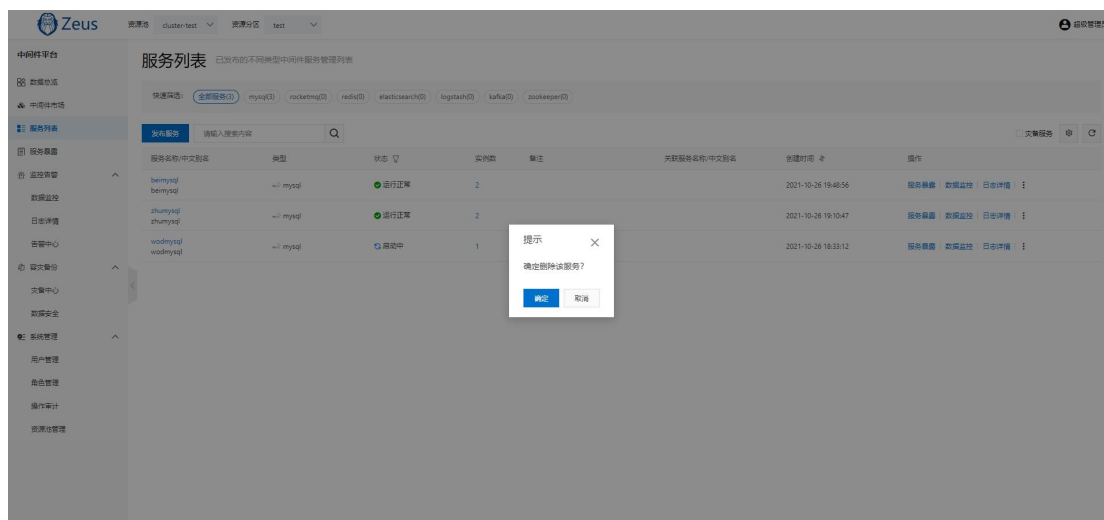 Zeus 资源池 cluster-test 资源分区 test 超级管理员
中间件平台
数据总览
中间件市场
服务列表
服务暴露
监控告警
数据监控
日志详情
告警中心
容灾备份
灾备中心
数据安全
系统管理
用户管理
角色管理
操作审计
资源池管理
服务列表 已发布的不同类型中间件服务管理列表
快速筛选: 全部服务(3) mysql(3) rocketmq(0) redis(0) elasticsearch(0) logstash(0) kafka(0) zookeeper(0)
发布服务 请输入搜索内容 灾备服务
服务名称/中文别名 类型 状态 实例数 备注 关联服务名称/中文别名 创建时间 操作
beimysql mysql 运行正常 2 2021-10-26 19:48:56 服务暴露 数据监控 日志详情
beimysql
zhumysql mysql 运行正常 2 2021-10-26 19:10:47 服务暴露 数据监控 日志详情
zhumysql
wodmysql mysql 启动中 1 2021-10-26 18:33:12 服务暴露 数据监控 日志详情
wodmysql
提示
确定删除该服务?
确定 取消